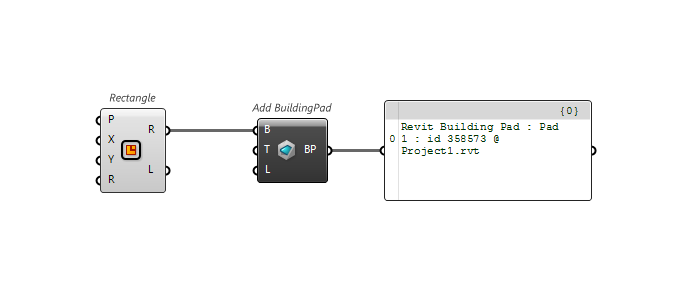 Rectangle
P
X
Y
R
R
L
Add BuildingPad
B
T
L
BP
{0}
0
Revit Building Pad : Pad
1 : id 358573 @
Project1.rvt